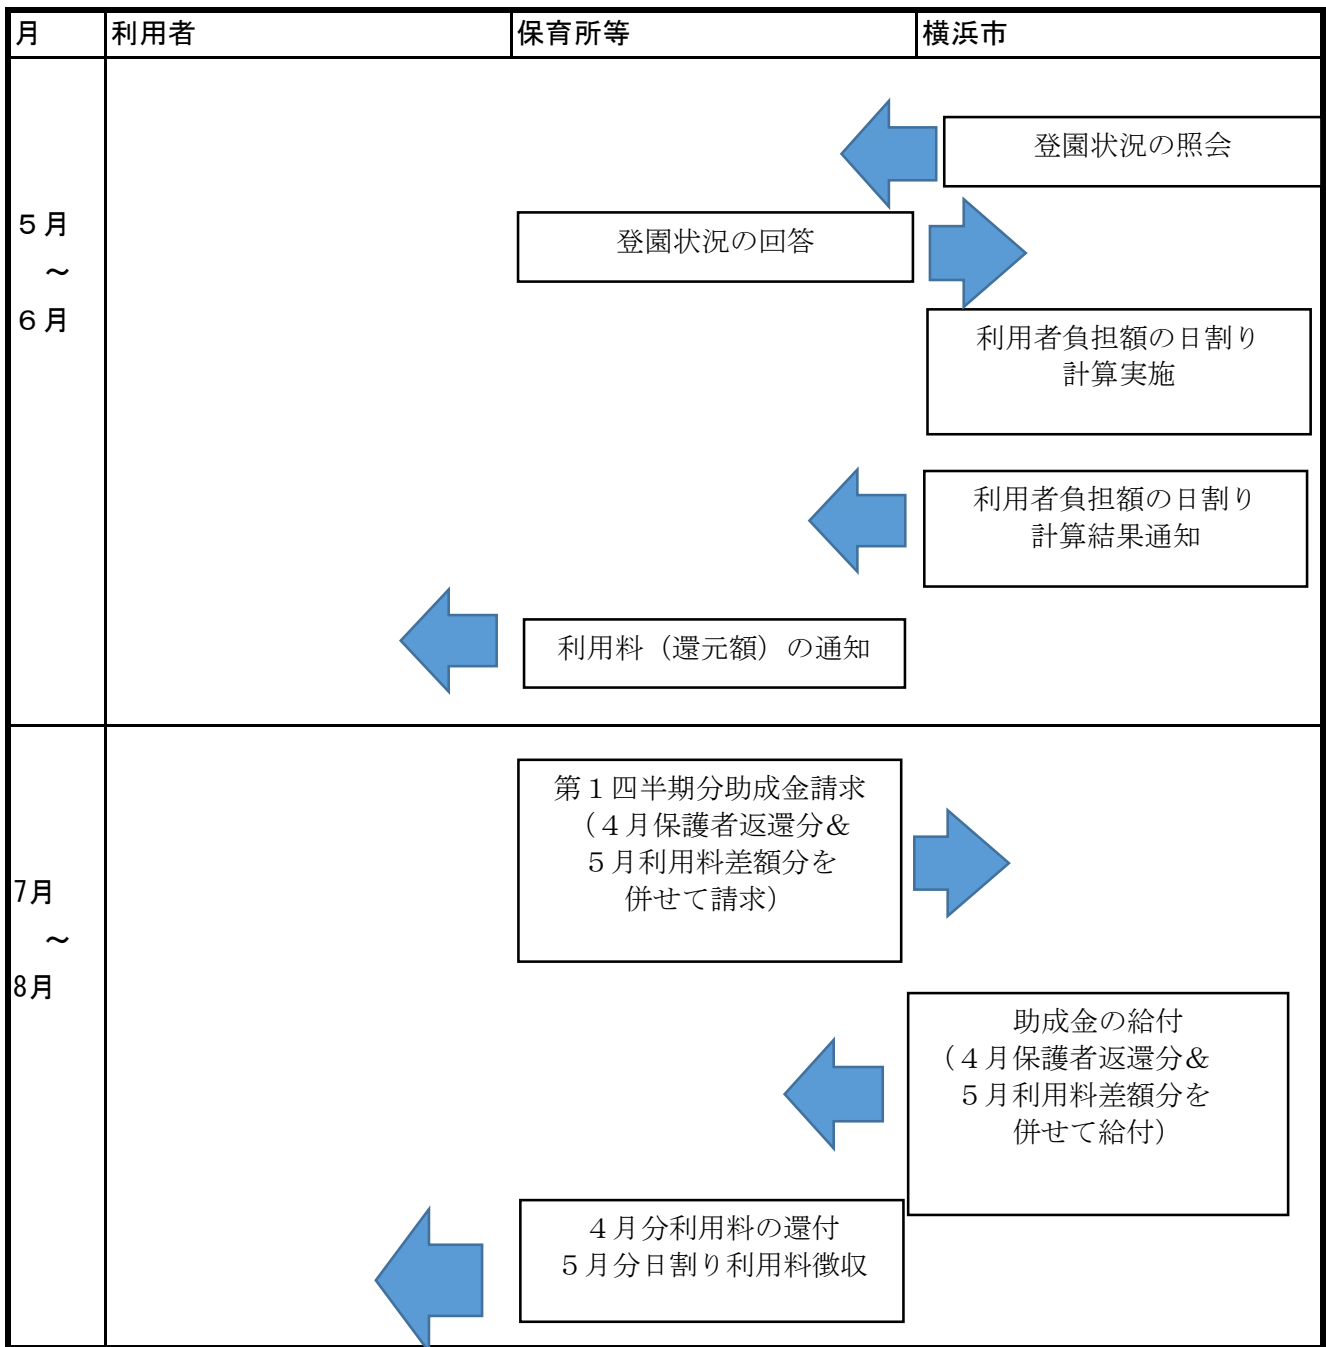 月
利用者
保育所等
横浜市
５月
～
６月
登園状況の照会
登園状況の回答
利用者負担額の日割り
計算実施
利用者負担額の日割り
計算結果通知
利用料（還元額）の通知
7月
～
8月
第１四半期分助成金請求
（４月保護者返還分＆
５月利用料差額分を
併せて請求）
助成金の給付
（４月保護者返還分＆
５月利用料差額分を
併せて給付）
４月分利用料の還付
５月分日割り利用料徴収